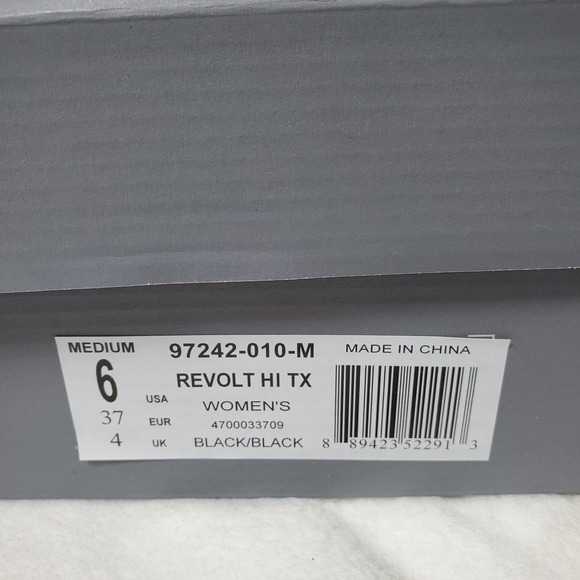 MEDIUM 97242-010-M MADE IN CHINA
6 USA REVOLT HI TX
37 EUR WOMEN'S
4700033709
4 UK BLACK/BLACK 8 89423 52291 3